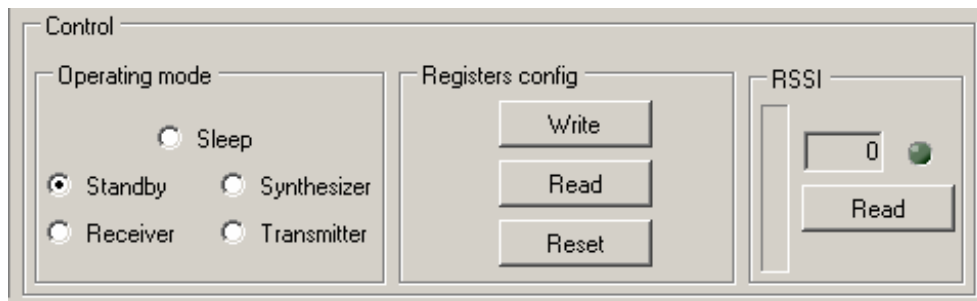 Control
Operating mode
Sleep
Standby
Synthesizer
Receiver
Transmitter
Registers config
Write
Read
Reset
RSSI
0
Read